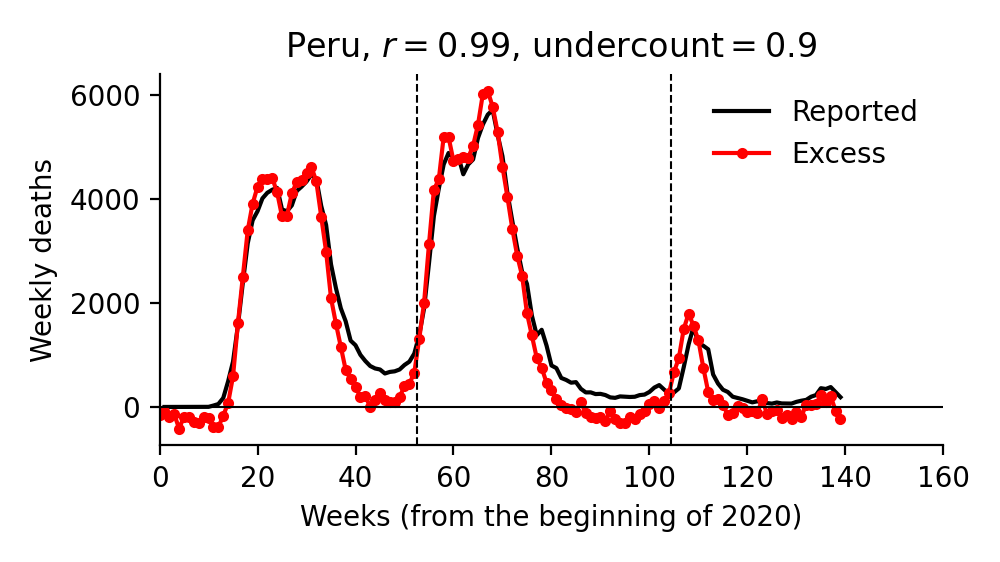 Peru, r = 0.99, undercount = 0.9
Reported
Excess
Weekly deaths
6000
4000
2000
0
0 20 40 60 80 100 120 140 160
Weeks (from the beginning of 2020)